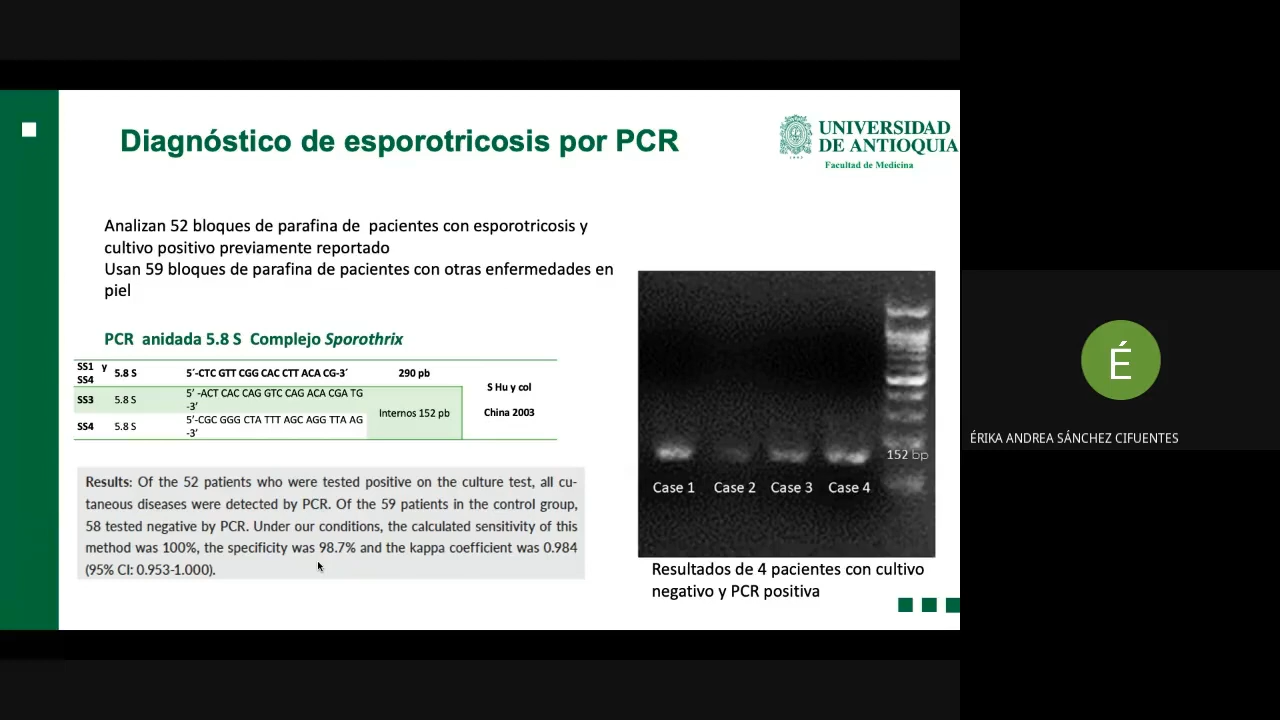 Diagnóstico de esporotricosis por PCR
UNIVERSIDAD
DE ANTIOQUIA
Facultad de Medicina
Analizan 52 bloques de parafina de pacientes con esporotricosis y
cultivo positivo previamente reportado
Usan 59 bloques de parafina de pacientes con otras enfermedades en
piel
PCR anidada 5.8 S Complejo Sporothrix
SS1 y
SS4
5.8 S
5´-CTC GTT CGG CAC CTT ACA CG-3´
290 pb
SS3
5.8 S
5’ -ACT CAC CAG GTC CAG ACA CGA TG
-3’
Internos 152 pb
S Hu y col
China 2003
SS4
5.8 S
5’-CGC GGG CTA TTT AGC AGG TTA AG
-3’
Results: Of the 52 patients who were tested positive on the culture test, all cu-
taneous diseases were detected by PCR. Of the 59 patients in the control group,
58 tested negative by PCR. Under our conditions, the calculated sensitivity of this
method was 100%, the specificity was 98.7% and the kappa coefficient was 0.984
(95% CI: 0.953-1.000).
152 bp
Case 1 Case 2 Case 3 Case 4
Resultados de 4 pacientes con cultivo
negativo y PCR positiva
É
ÉRIKA ANDREA SÁNCHEZ CIFUENTES